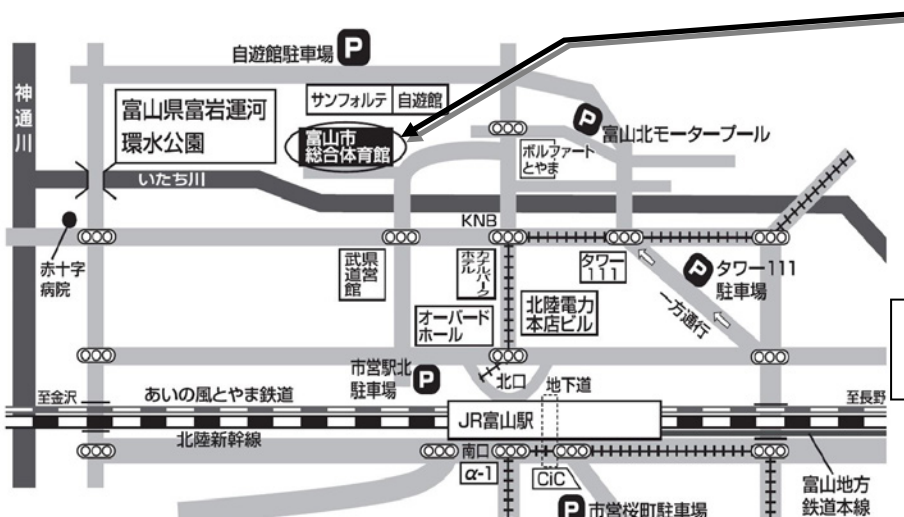 自遊館駐車場 P
神通川
富山県富岩運河
環水公園
サンフォルテ 自遊館
富山市
総合体育館
P 富山北モータープール
ボルファート
とやま
いたち川
KNB
赤十字
病院
県営
武道館
カナルパーク
ホール
タワー
111
P タワー111
駐車場
一方通行
オーバード
ホール
北陸電力
本店ビル
市営駅北
駐車場 P
北口
地下道
至金沢
あいの風とやま鉄道
至長野
JR富山駅
北陸新幹線
南口
α-1
CiC
P 市営桜町駐車場
富山地方
鉄道本線